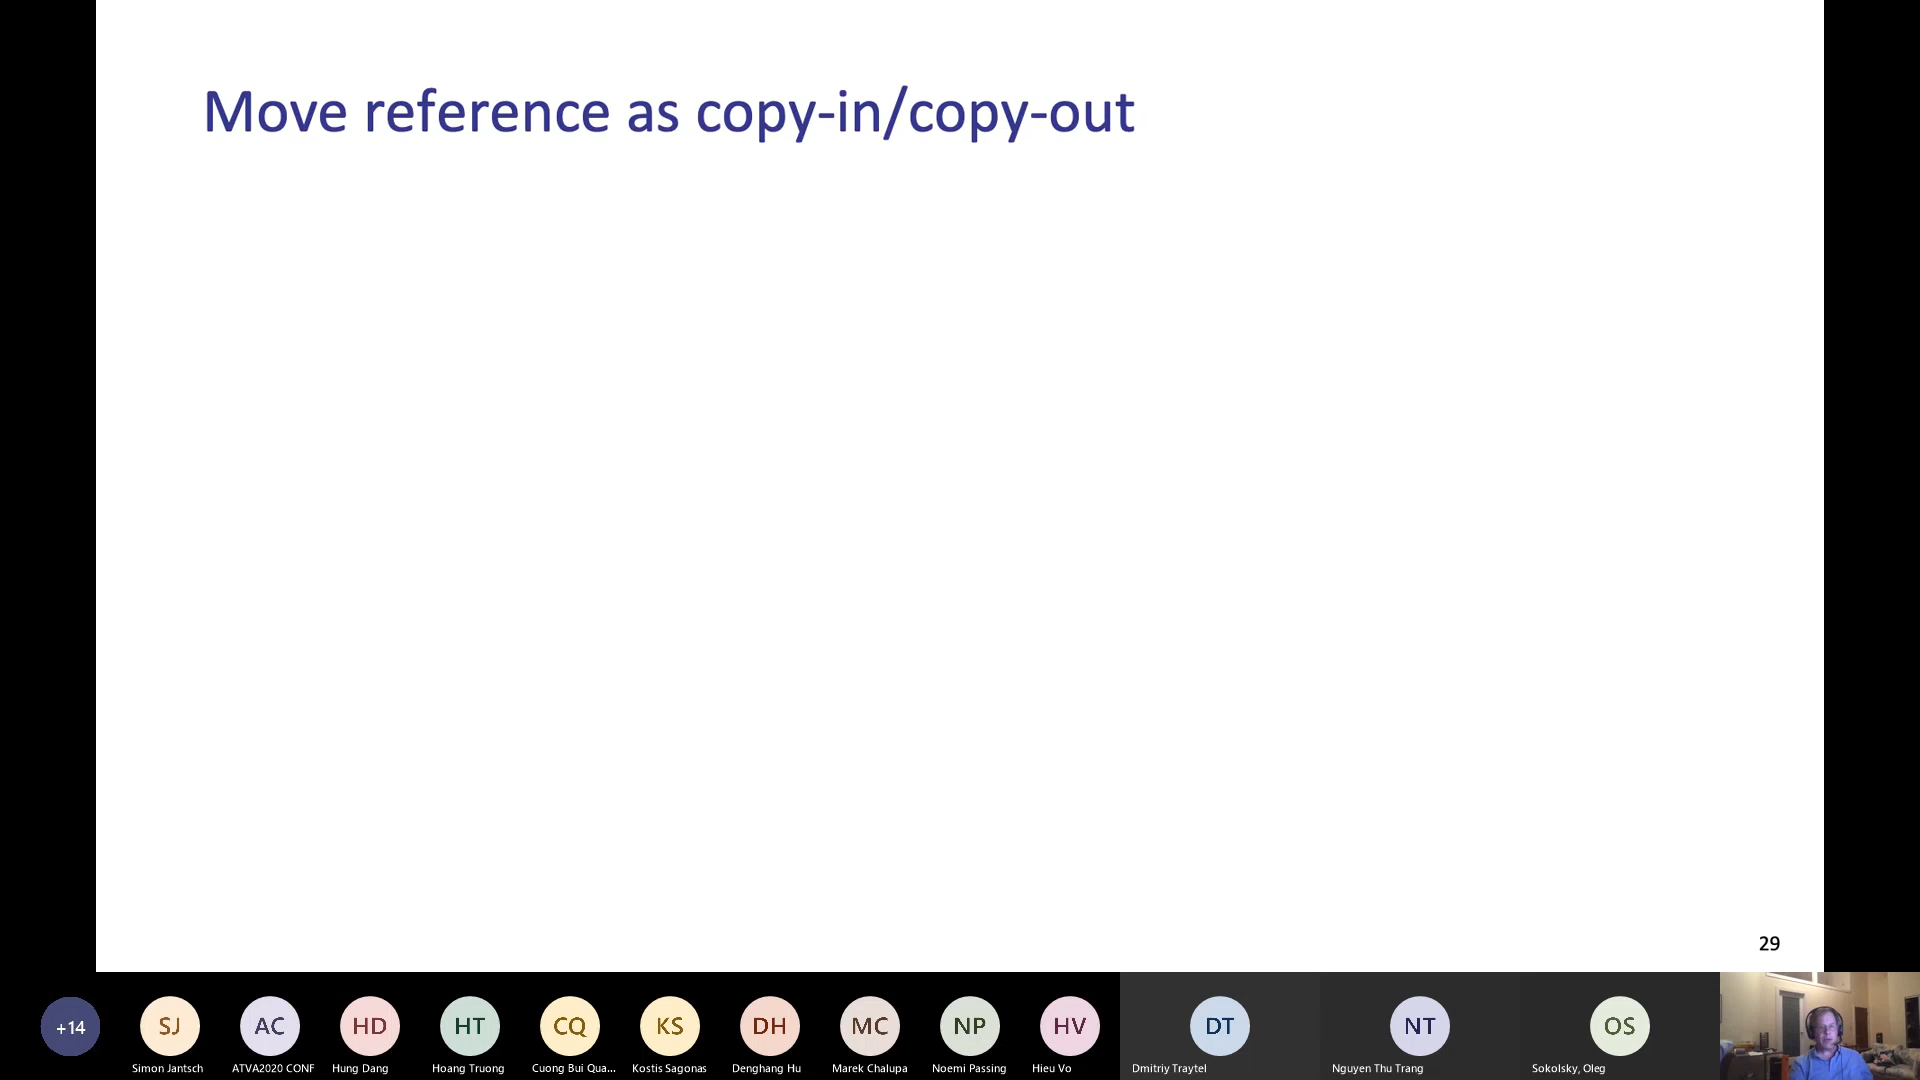 Move reference as copy-in/copy-out
29
+14
SJ
AC
HD
HT
CQ
KS
DH
MC
NP
HV
DT
NT
OS
Simon Jantsch
ATVA2020 CONF
Hung Dang
Hoang Truong
Cuong Bui Qua...
Kostis Sagonas
Denghang Hu
Marek Chalupa
Noemi Passing
Hieu Vo
Dmitriy Traytel
Nguyen Thu Trang
Sokolsky, Oleg